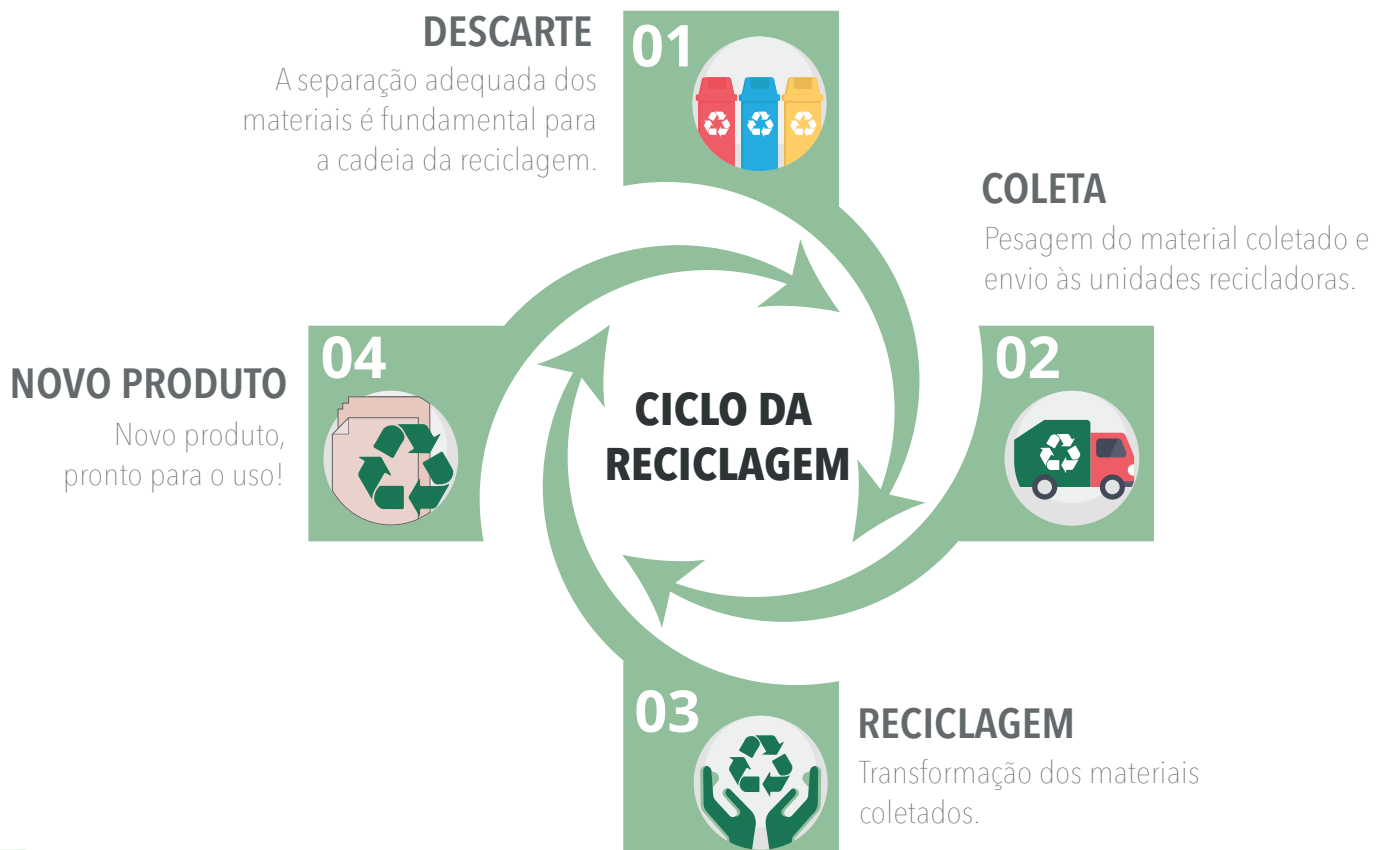 DESCARTE
A separação adequada dos
materiais é fundamental para
a cadeia da reciclagem.
01
COLETA
Pesagem do material coletado e
envio às unidades recicladoras.
02
RECICLAGEM
Transformação dos materiais
coletados.
03
NOVO PRODUTO
Novo produto,
pronto para o uso!
04
CICLO DA
RECICLAGEM